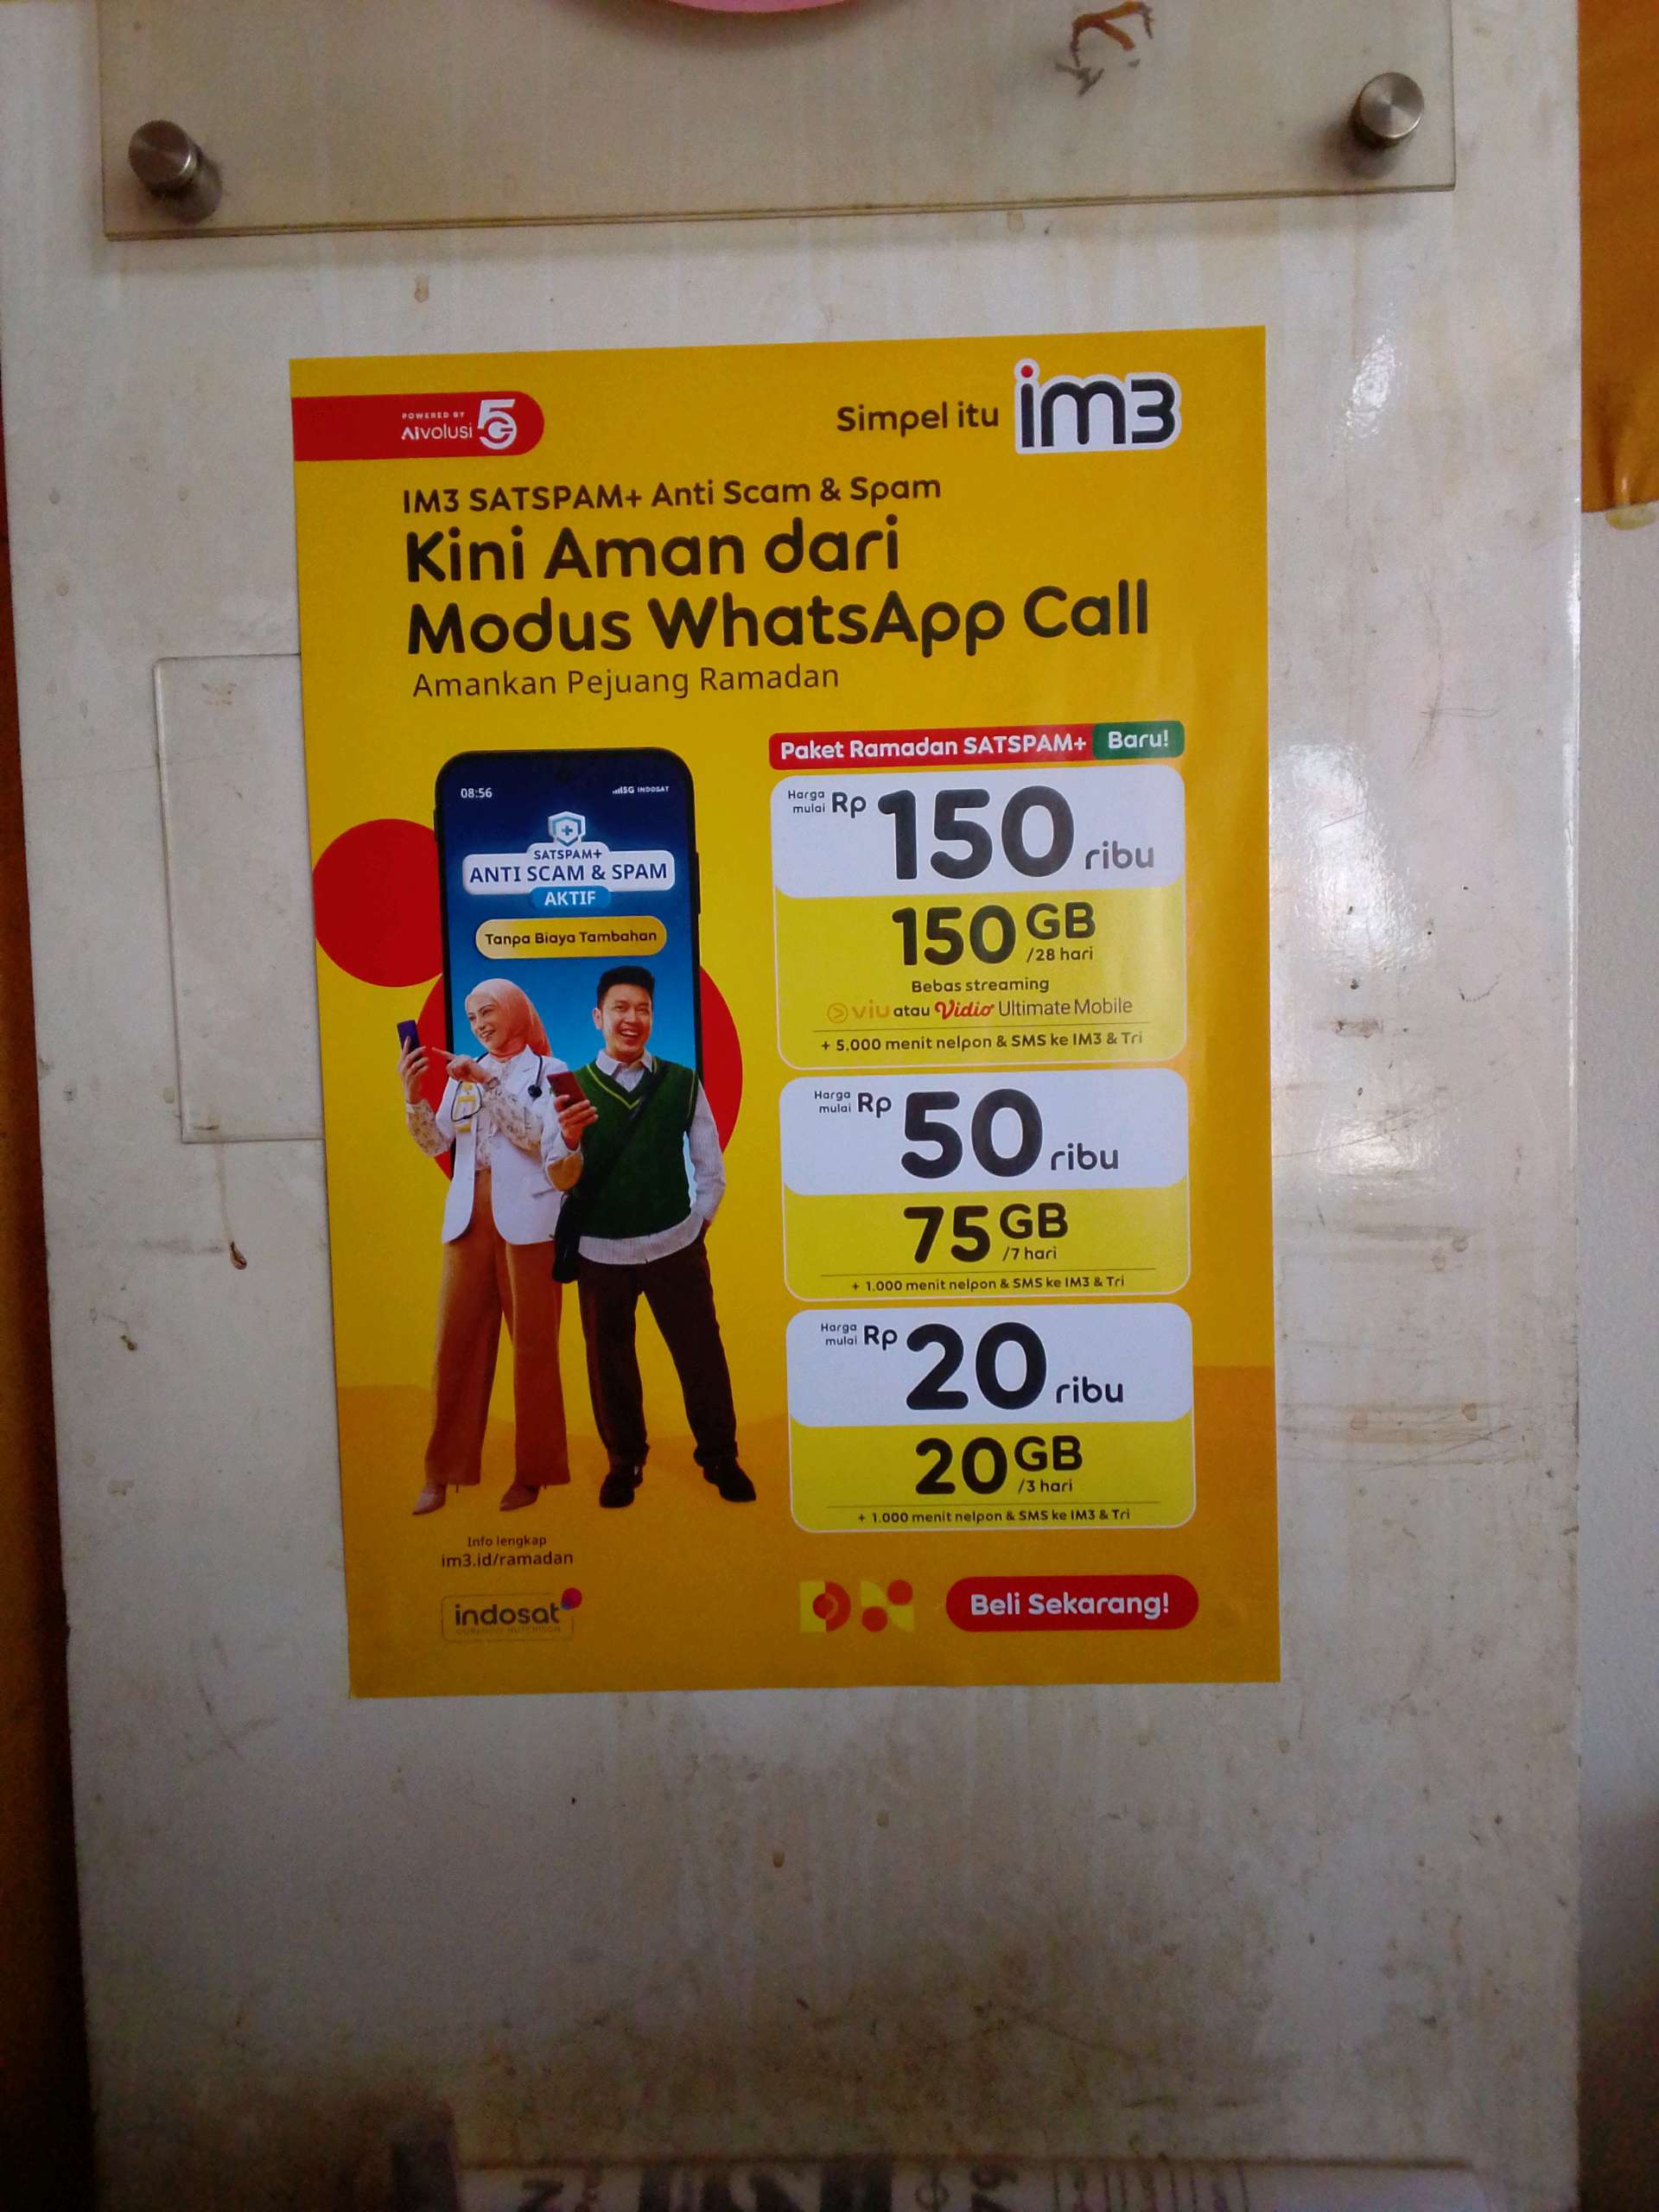 POWERED BY
AIvolusi 5G
Simpel itu im3
IM3 SATSPAM+ Anti Scam & Spam
Kini Aman dari
Modus WhatsApp Call
Amankan Pejuang Ramadan
08:56
5G INDOSAT
SATSPAM+
ANTI SCAM & SPAM
AKTIF
Tanpa Biaya Tambahan
Paket Ramadan SATSPAM+ Baru!
Harga mulai Rp 150 ribu
150 GB
/28 hari
Bebas streaming
viu atau Vidio Ultimate Mobile
+ 5.000 menit nelpon & SMS ke IM3 & Tri
Harga mulai Rp 50 ribu
75 GB
/7 hari
+ 1.000 menit nelpon & SMS ke IM3 & Tri
Harga mulai Rp 20 ribu
20 GB
/3 hari
+ 1.000 menit nelpon & SMS ke IM3 & Tri
Info lengkap
im3.id/ramadan
indosat
Beli Sekarang!